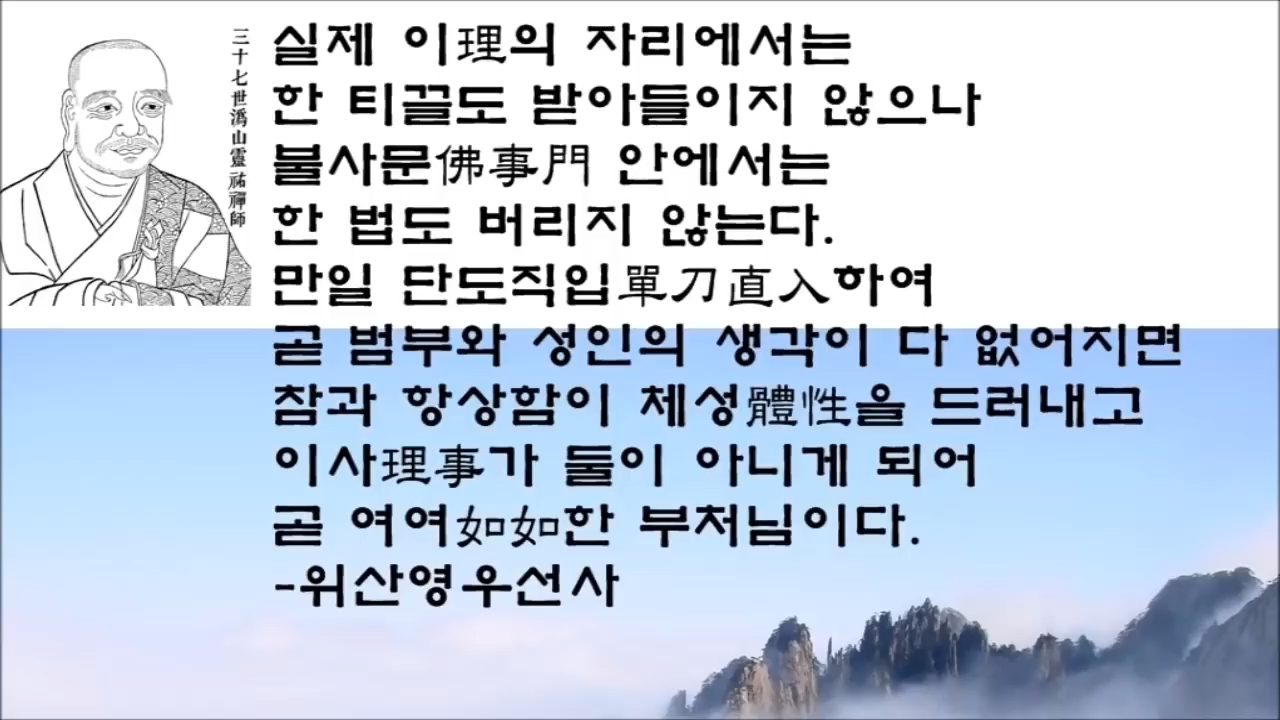 三十七世潙山靈祐禪師
실제 이理의 자리에서는
한 티끌도 받아들이지 않으나
불사문佛事門 안에서는
한 법도 버리지 않는다.
만일 단도직입單刀直入하여
곧 범부와 성인의 생각이 다 없어지면
참과 항상함이 체성體性을 드러내고
이사理事가 둘이 아니게 되어
곧 여여如如한 부처님이다.
-위산영우선사